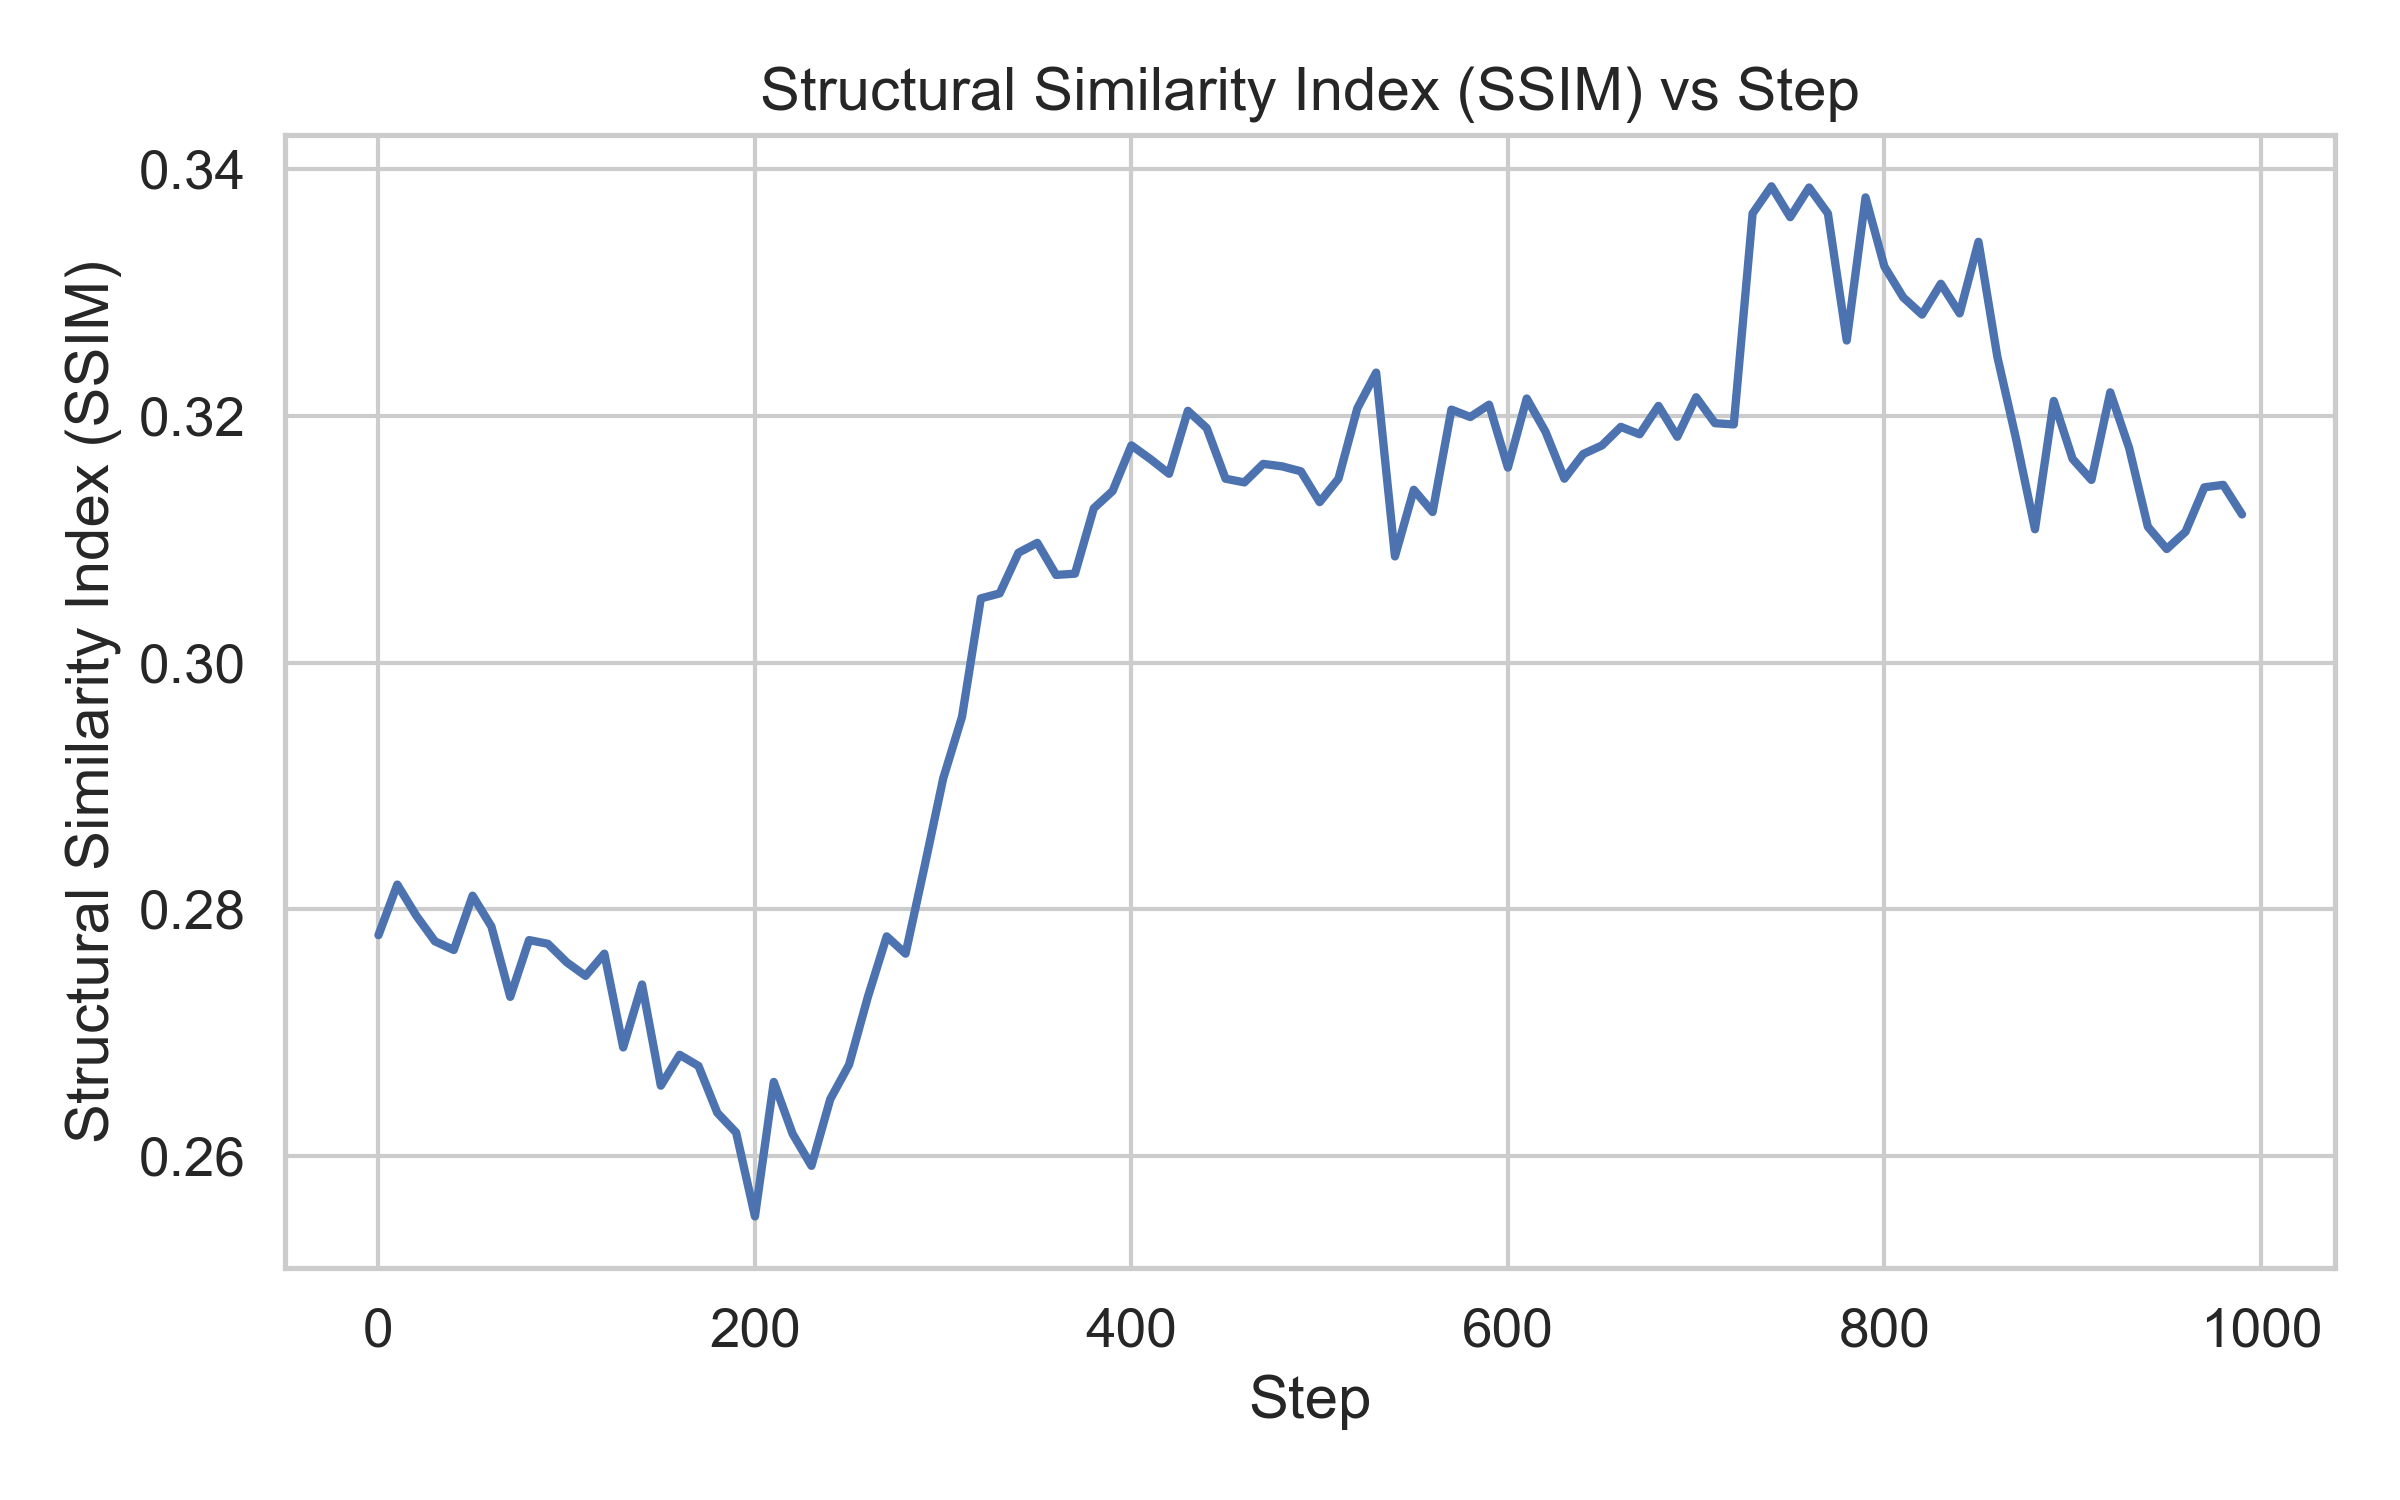 Structural Similarity Index (SSIM) vs Step
Structural Similarity Index (SSIM)
0.34
0.32
0.30
0.28
0.26
0 200 400 600 800 1000
Step